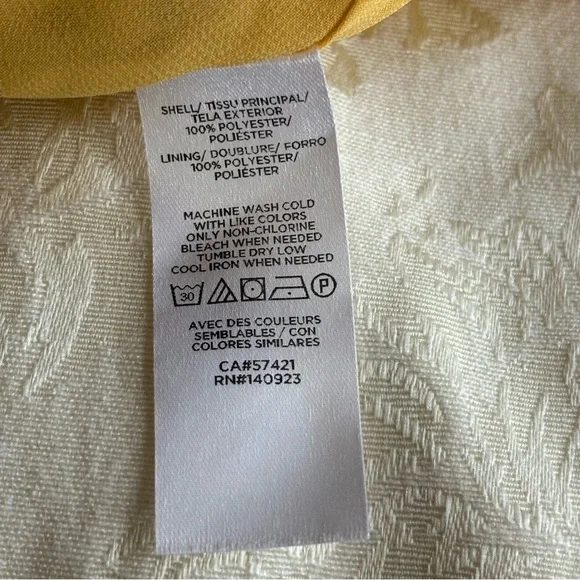 SHELL/ TISSU PRINCIPAL/
TELA EXTERIOR
100% POLYESTER/
POLIÉSTER
LINING/ DOUBLURE/ FORRO
100% POLYESTER/
POLIÉSTER
MACHINE WASH COLD
WITH LIKE COLORS
ONLY NON-CHLORINE
BLEACH WHEN NEEDED
TUMBLE DRY LOW
COOL IRON WHEN NEEDED
30 P
AVEC DES COULEURS
SEMBLABLES / CON
COLORES SIMILARES
CA#57421
RN#140923